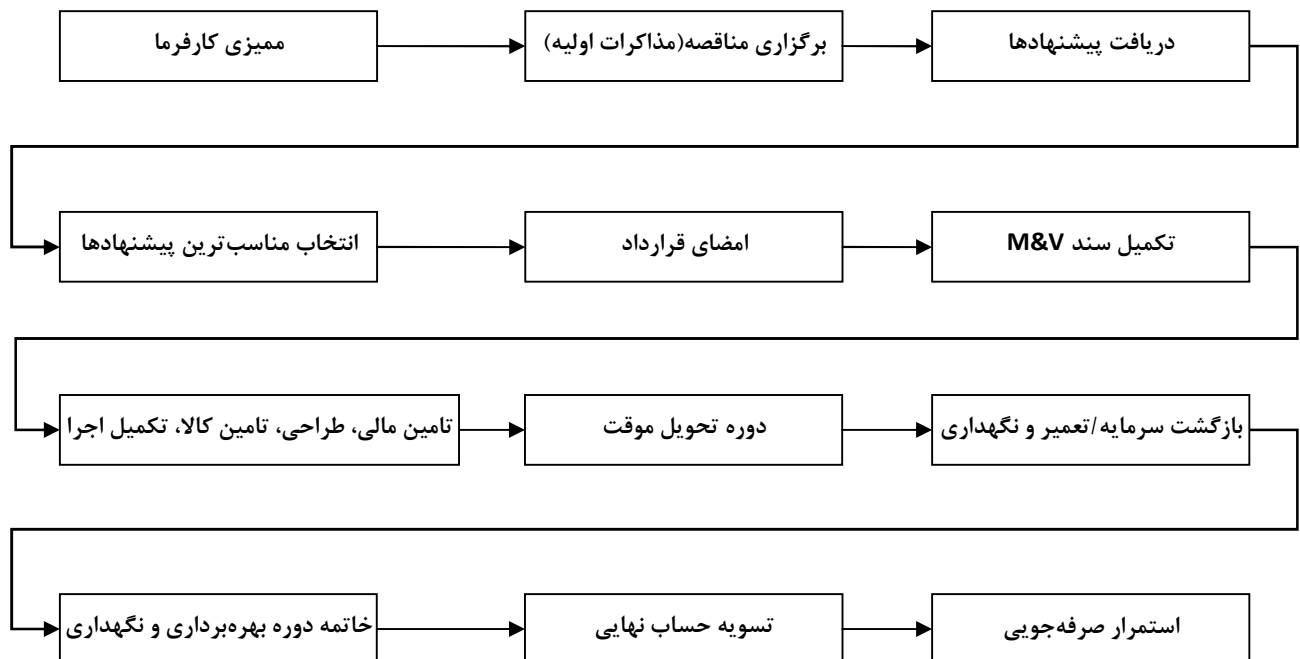 ممیزی کارفرما
برگزاری مناقصه(مذاکرات اولیه)
دریافت پیشنهادها
انتخاب مناسب‌ترین پیشنهادها
امضای قرارداد
تکمیل سند M&V
تامین مالی، طراحی، تامین کالا، تکمیل اجرا
دوره تحویل موقت
بازگشت سرمایه/تعمیر و نگهداری
خاتمه دوره بهره‌برداری و نگهداری
تسویه حساب نهایی
استمرار صرفه‌جویی